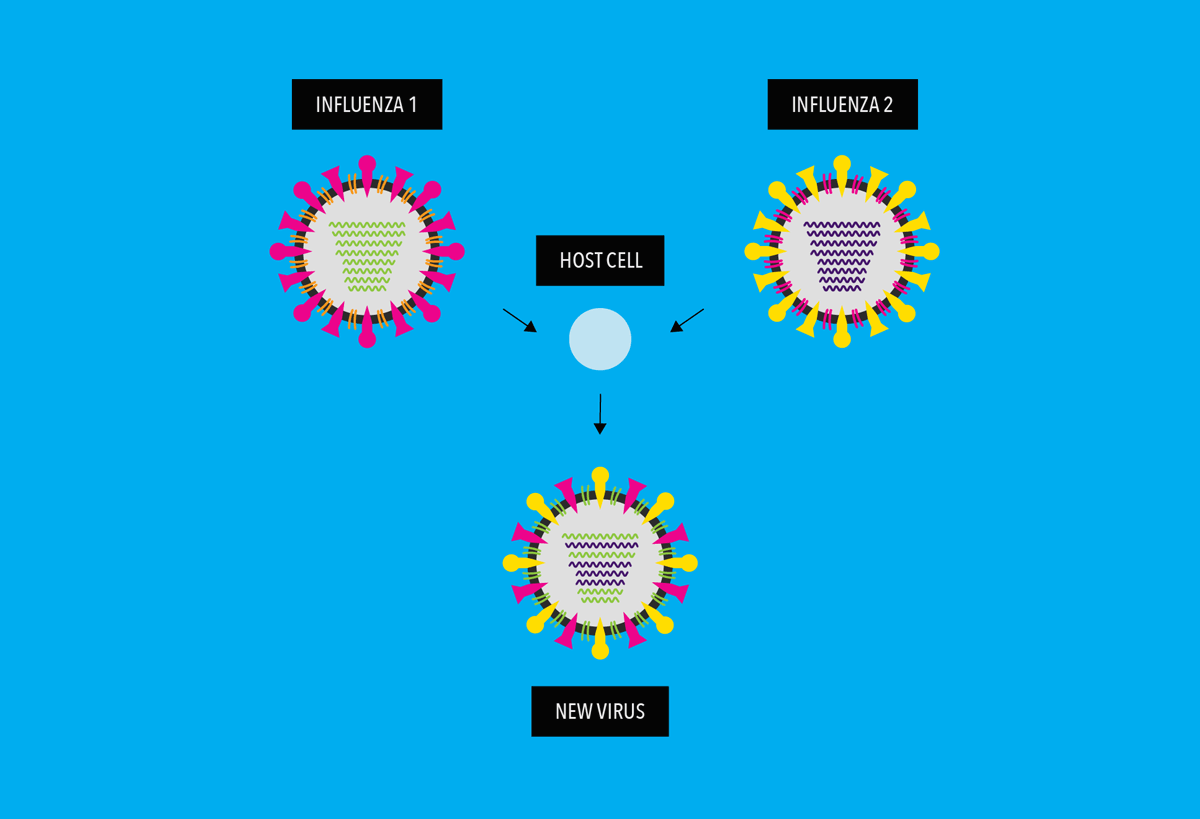 INFLUENZA 1
INFLUENZA 2
HOST CELL
NEW VIRUS